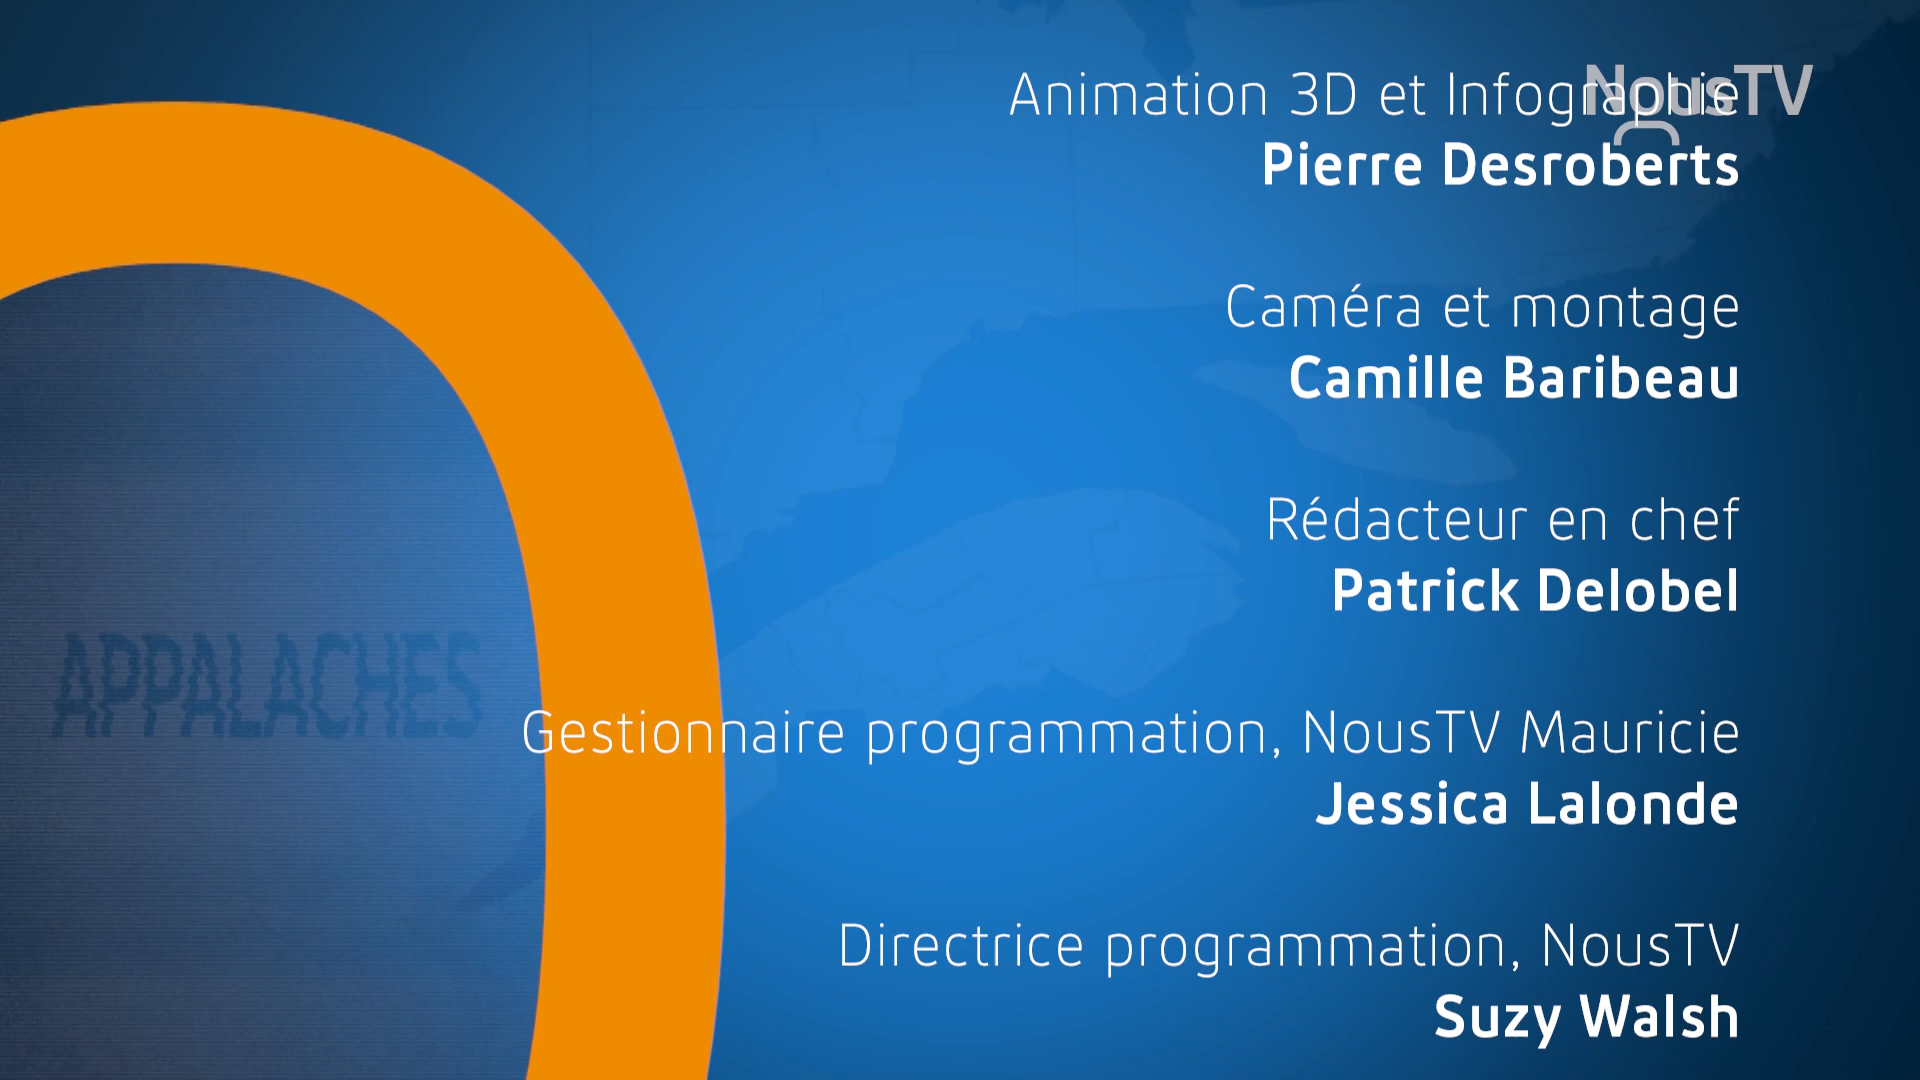 NousTV
Animation 3D et Infographie
Pierre Desroberts
Caméra et montage
Camille Baribeau
Rédacteur en chef
Patrick Delobel
APPALACHES
Gestionnaire programmation, NousTV Mauricie
Jessica Lalonde
Directrice programmation, NousTV
Suzy Walsh